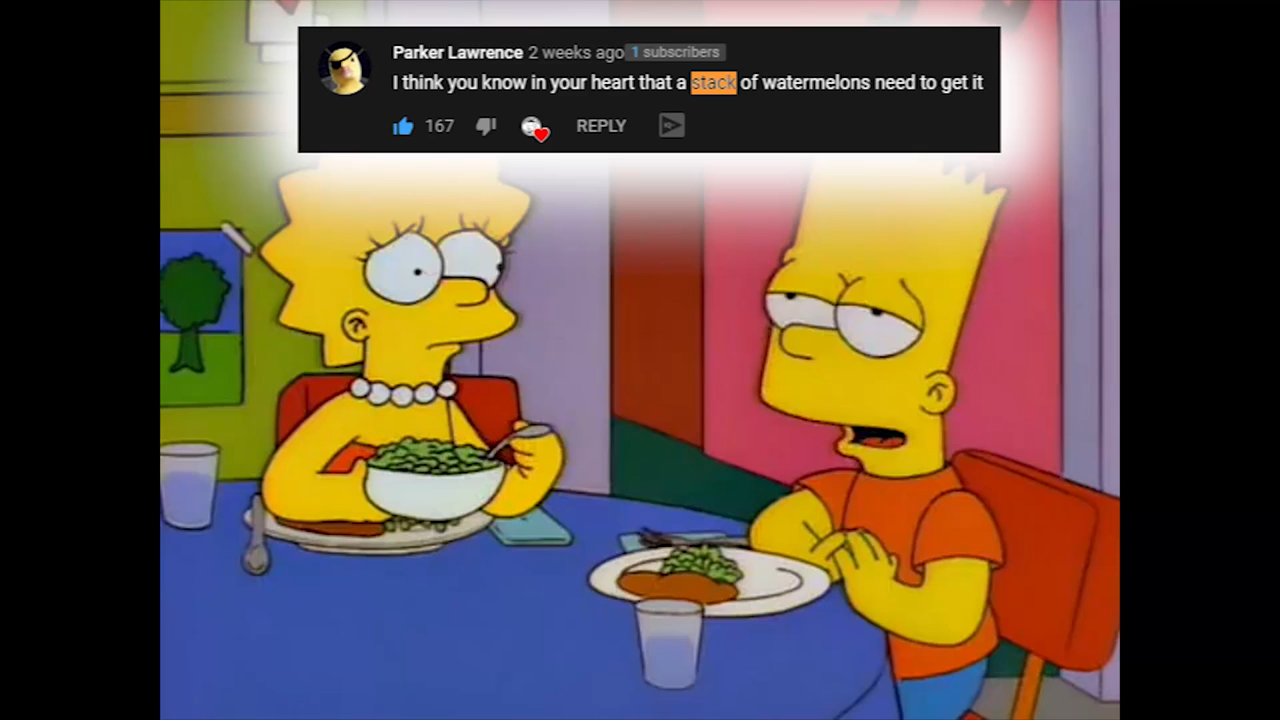 Parker Lawrence 2 weeks ago 1 subscribers
I think you know in your heart that a stack of watermelons need to get it
167 REPLY